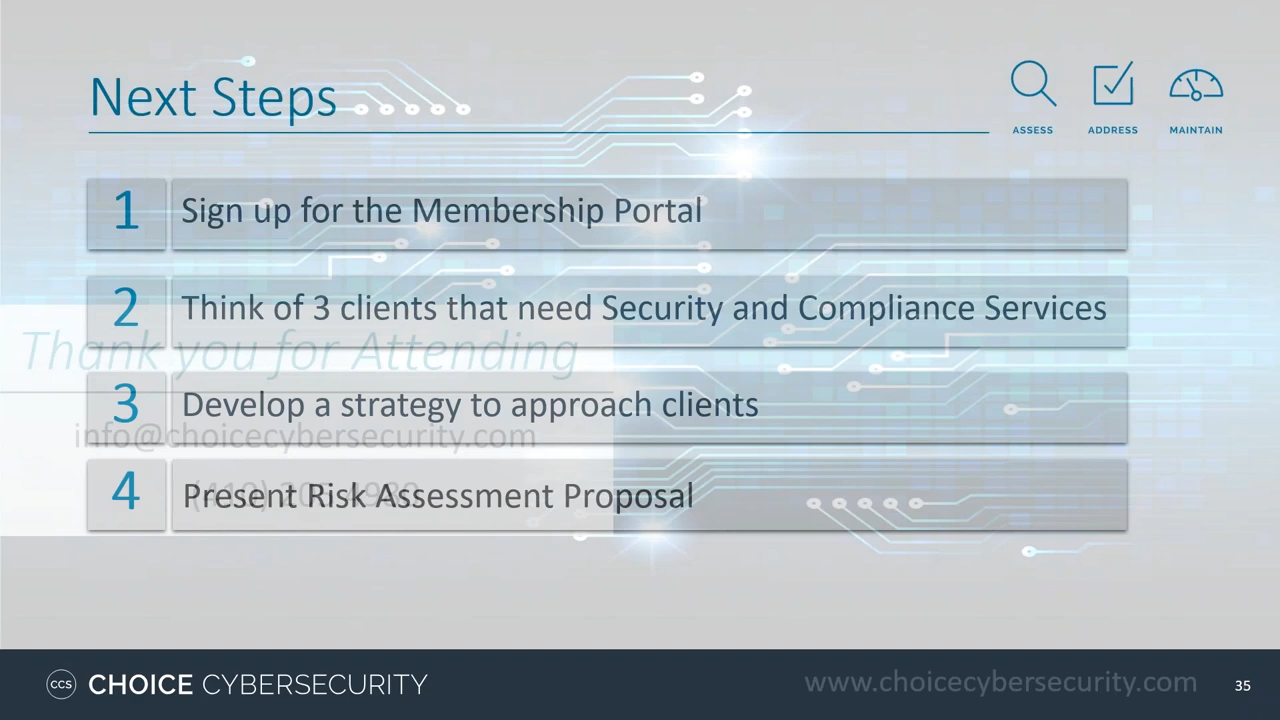 Next Steps
ASSESS
ADDRESS
MAINTAIN
1
Sign up for the Membership Portal
2
Think of 3 clients that need Security and Compliance Services
Thank you for Attending
3
Develop a strategy to approach clients
info@choicecybersecurity.com
4
Present Risk Assessment Proposal
CCS CHOICE CYBERSECURITY
www.choicecybersecurity.com
35